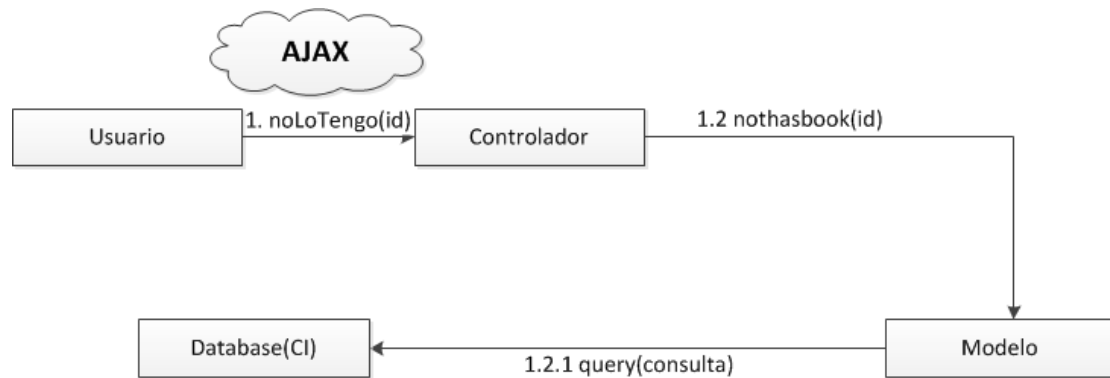 AJAX
Usuario
1. noLoTengo(id)
Controlador
1.2 nothasbook(id)
Database(CI)
1.2.1 query(consulta)
Modelo